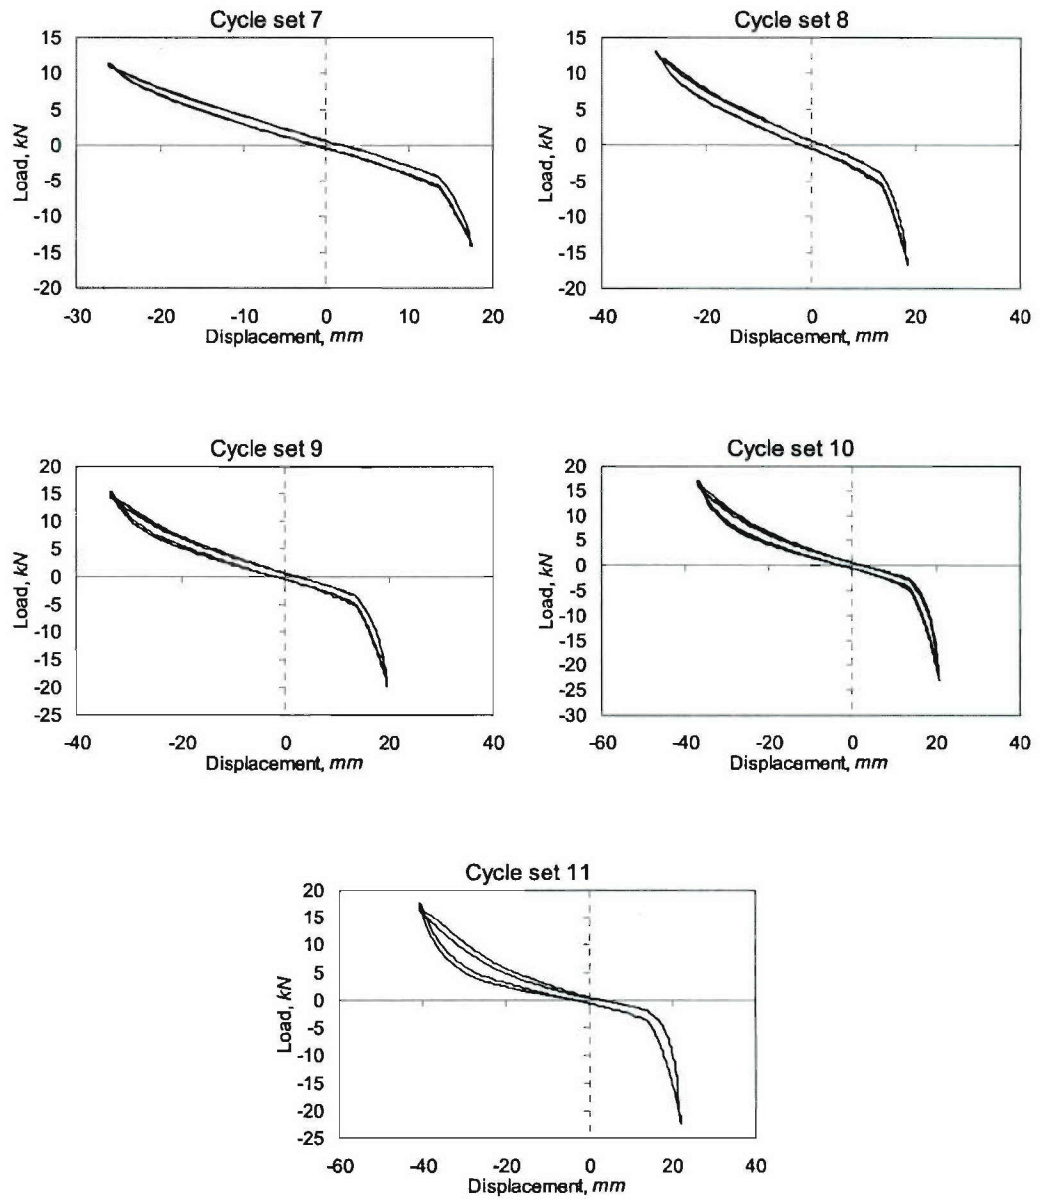 Cycle set 7
15
10
5
0
-5
-10
-15
-20
Load, kN
-30 -20 -10 0 10 20
Displacement, mm
Cycle set 8
15
10
5
0
-5
-10
-15
-20
Load, kN
-40 -20 0 20 40
Displacement, mm
Cycle set 9
20
15
10
5
0
-5
-10
-15
-20
-25
Load, kN
-40 -20 0 20 40
Displacement, mm
Cycle set 10
20
15
10
5
0
-5
-10
-15
-20
-25
-30
Load, kN
-60 -40 -20 0 20 40
Displacement, mm
Cycle set 11
20
15
10
5
0
-5
-10
-15
-20
-25
Load, kN
-60 -40 -20 0 20 40
Displacement, mm